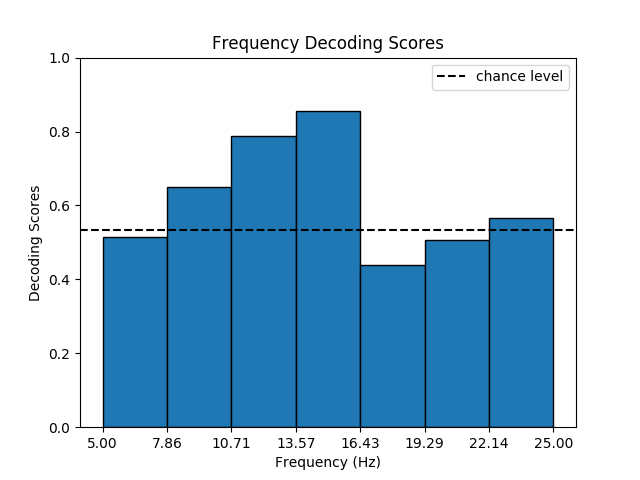 Frequency Decoding Scores
chance level
1.0
0.8
0.6
0.4
0.2
0.0
Decoding Scores
5.00 7.86 10.71 13.57 16.43 19.29 22.14 25.00
Frequency (Hz)